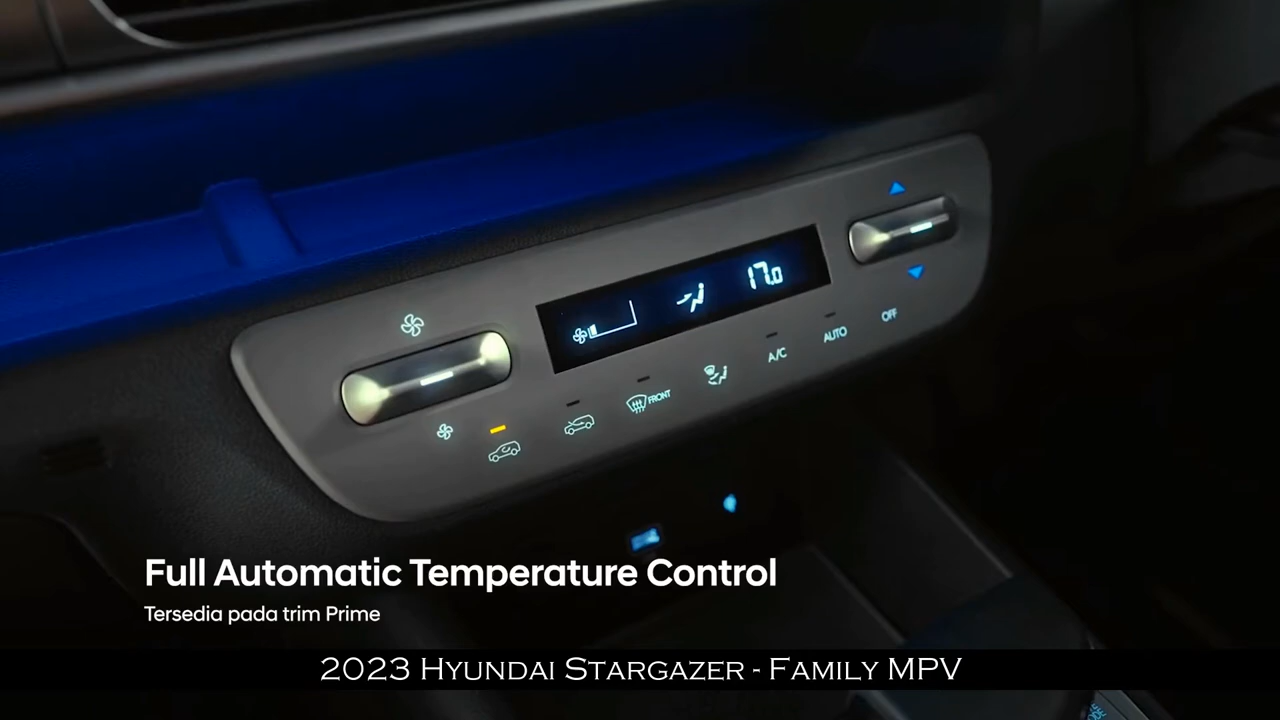 17.0
OFF
AUTO
A/C
FRONT
Full Automatic Temperature Control
Tersedia pada trim Prime
2023 Hyundai Stargazer - Family MPV